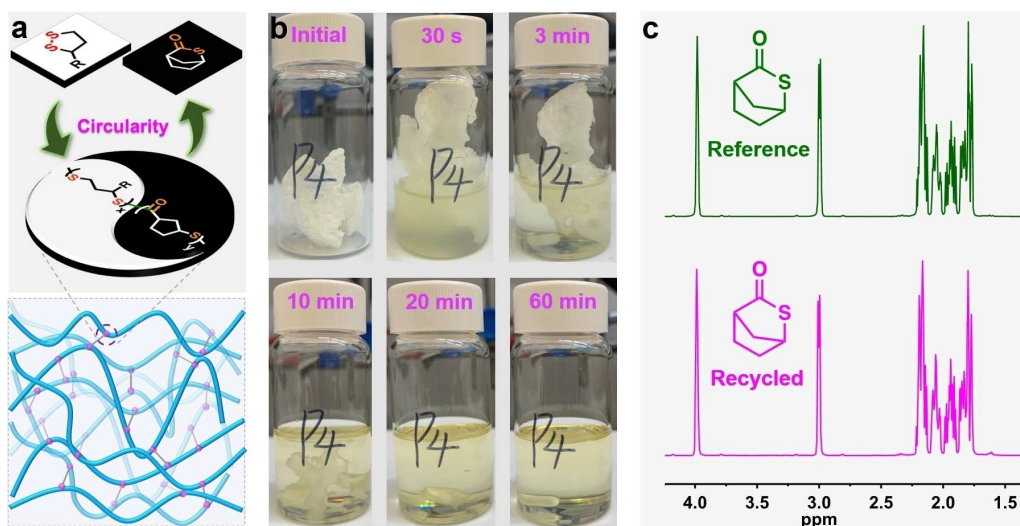 a
S
S
R
O
S
Circularity
S
R
S
x
O
S
y
b
Initial
30 s
3 min
P4
P4
P4
10 min
20 min
60 min
P4
P4
P4
c
O
S
Reference
O
S
Recycled
4.0
3.5
3.0
2.5
2.0
1.5
ppm